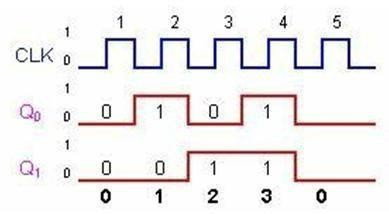 1 2 3 4 5
1
CLK 0
1
Q₀ 0 0 1 0 1
1
Q₁ 0 0 0 1 1
0 1 2 3 0